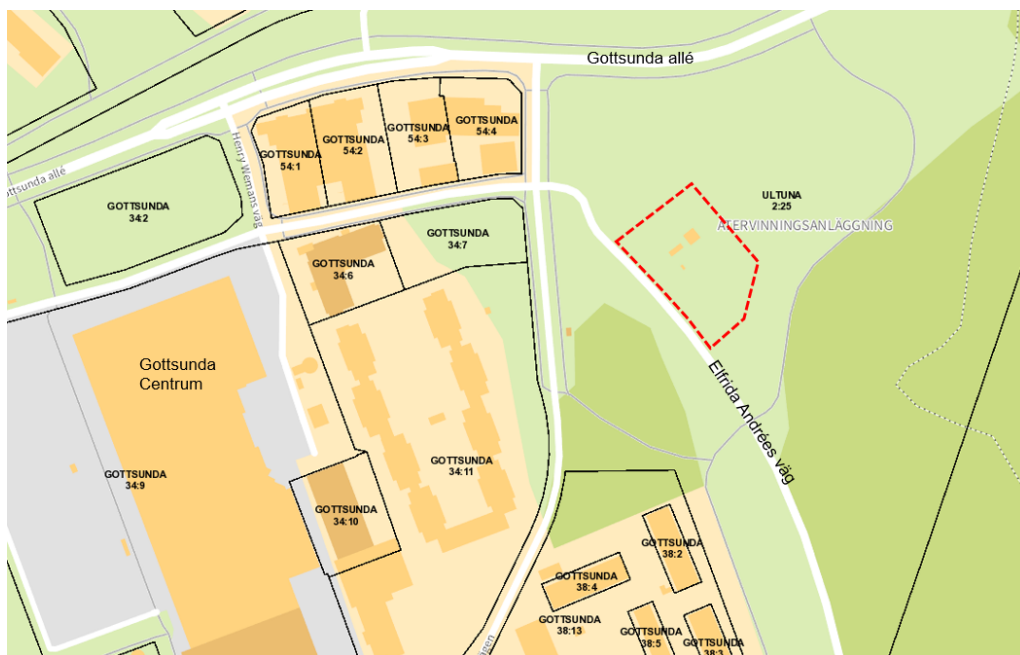 Gottsunda allé
GOTTSUNDA
54:1
GOTTSUNDA
54:2
GOTTSUNDA
54:3
GOTTSUNDA
54:4
Henry Wemans väg
ottsunda allé
GOTTSUNDA
34:2
ULTUNA
2:25
ÅTERVINNINGSANLÄGGNING
GOTTSUNDA
34:7
GOTTSUNDA
34:6
Gottsunda
Centrum
Elfrida Andrées väg
GOTTSUNDA
34:9
GOTTSUNDA
34:11
GOTTSUNDA
34:10
GOTTSUNDA
38:2
GOTTSUNDA
38:4
GOTTSUNDA
38:13
GOTTSUNDA
38:5
GOTTSUNDA
38:3
ägen